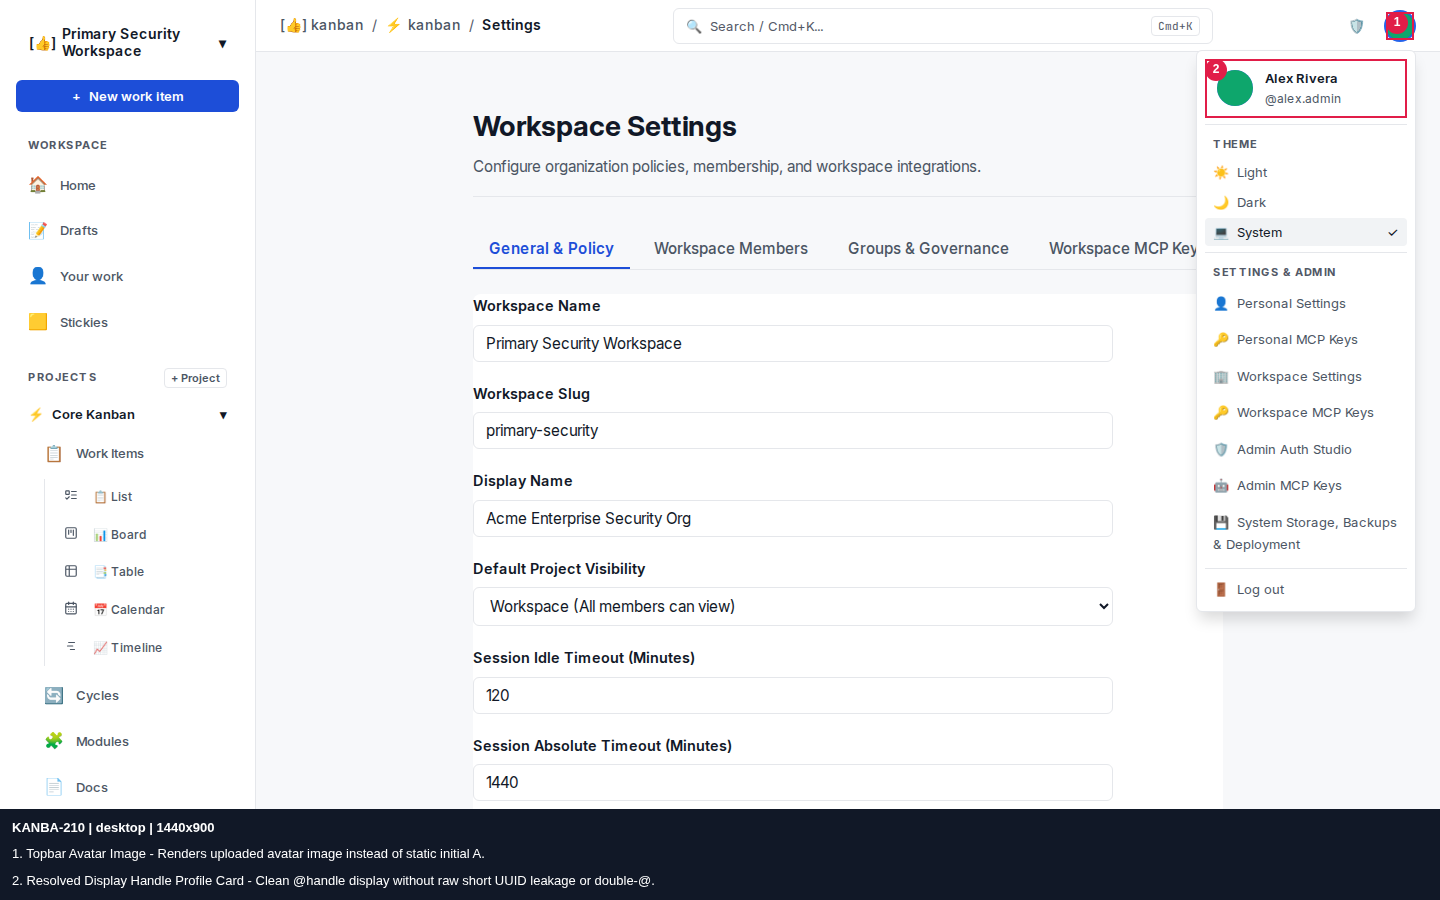 [👍] Primary Security Workspace ▾
+ New work item
WORKSPACE
🏠 Home
📝 Drafts
👤 Your work
🟨 Stickies
PROJECTS
+ Project
⚡ Core Kanban ▾
📋 Work Items
📋 List
📊 Board
📑 Table
📅 Calendar
📈 Timeline
🔄 Cycles
🧩 Modules
📄 Docs
[👍] kanban / ⚡ kanban / Settings
🔍 Search / Cmd+K...
Cmd+K
1
Workspace Settings
Configure organization policies, membership, and workspace integrations.
General & Policy
Workspace Members
Groups & Governance
Workspace MCP Key
Workspace Name
Primary Security Workspace
Workspace Slug
primary-security
Display Name
Acme Enterprise Security Org
Default Project Visibility
Workspace (All members can view)
Session Idle Timeout (Minutes)
120
Session Absolute Timeout (Minutes)
1440
2
Alex Rivera
@alex.admin
THEME
☀️ Light
🌙 Dark
💻 System ✓
SETTINGS & ADMIN
👤 Personal Settings
🔑 Personal MCP Keys
🏢 Workspace Settings
🔑 Workspace MCP Keys
🛡️ Admin Auth Studio
🤖 Admin MCP Keys
💾 System Storage, Backups
& Deployment
🚪 Log out
KANBA-210 | desktop | 1440x900
1. Topbar Avatar Image - Renders uploaded avatar image instead of static initial A.
2. Resolved Display Handle Profile Card - Clean @handle display without raw short UUID leakage or double-@.